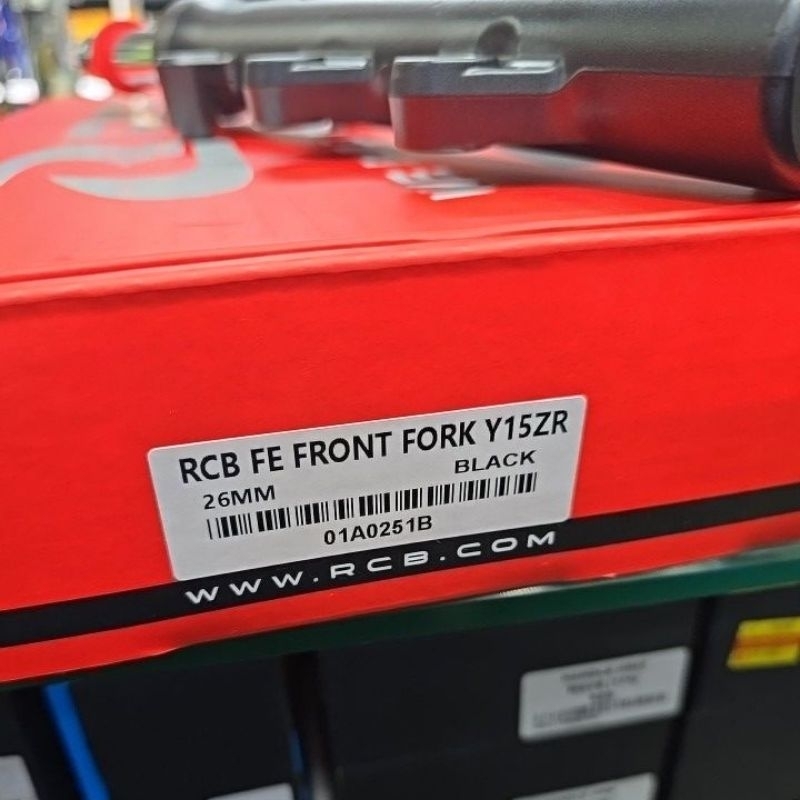 RCB FE FRONT FORK Y15ZR
26MM BLACK
01A0251B
WWW.RCB.COM